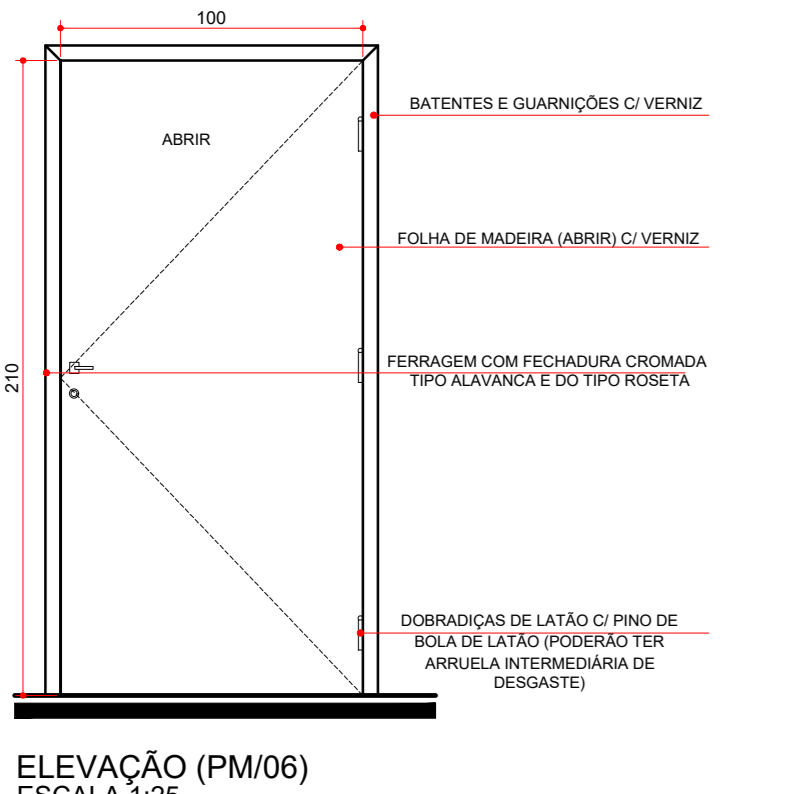 100
ABRIR
BATENTES E GUARNIÇÕES C/ VERNIZ
FOLHA DE MADEIRA (ABRIR) C/ VERNIZ
210
FERRAGEM COM FECHADURA CROMADA
TIPO ALAVANCA E DO TIPO ROSETA
DOBRADIÇAS DE LATÃO C/ PINO DE
BOLA DE LATÃO (PODERÃO TER
ARRUELA INTERMEDIÁRIA DE
DESGASTE)
ELEVAÇÃO (PM/06)
ESCALA 1:25